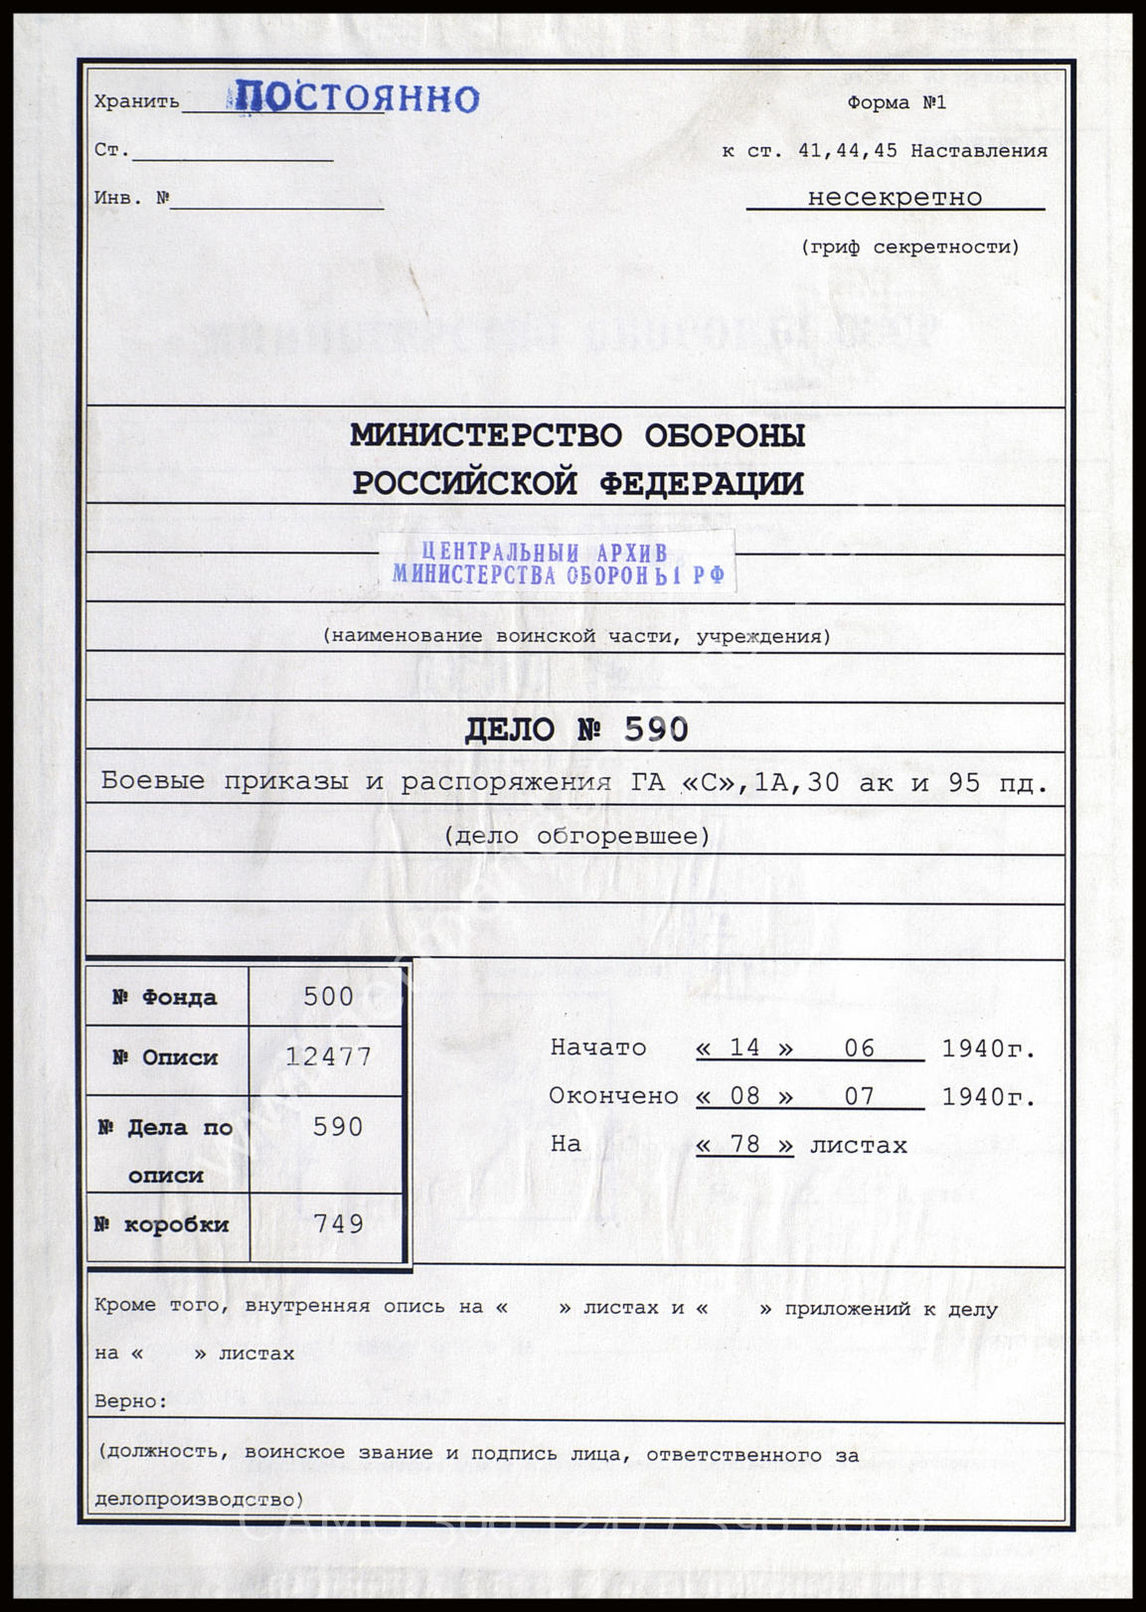 Хранить ПОСТОЯННО
Форма №1
Ст.
к ст. 41,44,45 Наставления
Инв. №
несекретно
(гриф секретности)
МИНИСТЕРСТВО ОБОРОНЫ
РОССИЙСКОЙ ФЕДЕРАЦИИ
ЦЕНТРАЛЬНЫЙ АРХИВ
МИНИСТЕРСТВА ОБОРОНЫ РФ
(наименование воинской части, учреждения)
ДЕЛО № 590
Боевые приказы и распоряжения ГА «С»,1А,30 ак и 95 пд.
(дело обгоревшее)
№ Фонда 500
№ Описи 12477
№ Дела по описи 590
№ коробки 749
Начато « 14 » 06 1940г.
Окончено « 08 » 07 1940г.
На « 78 » листах
Кроме того, внутренняя опись на « » листах и « » приложений к делу
на « » листах
Верно:
(должность, воинское звание и подпись лица, ответственного за
делопроизводство)